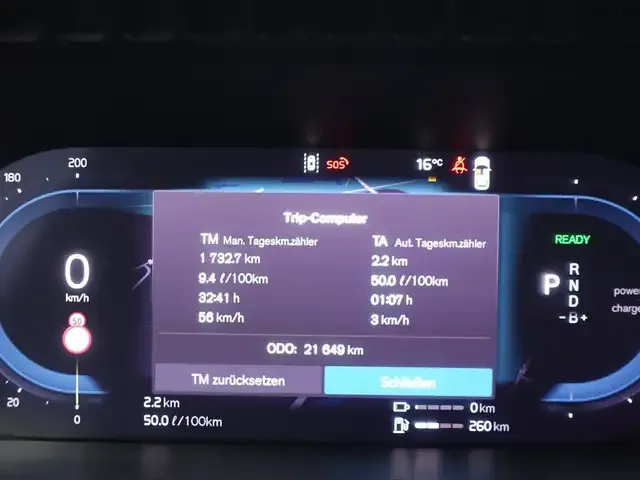 200
180
SOS
16°C
Trip-Computer
TM Man. Tageskm.zähler
1 732.7 km
9.4 ℓ/100km
32:41 h
56 km/h
TA Aut. Tageskm.zähler
2.2 km
50.0 ℓ/100km
01:07 h
3 km/h
ODO: 21 649 km
TM zurücksetzen
Schließen
0
km/h
50
20
0
READY
P
R
N
D
-B+
power
charge
2.2 km
50.0 ℓ/100km
0 km
260 km